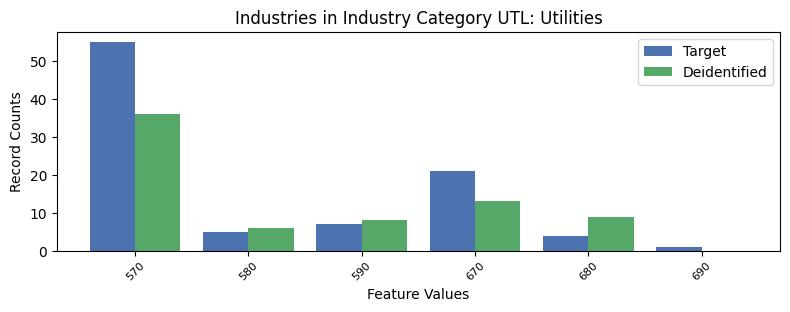 Industries in Industry Category UTL: Utilities
Target
Deidentified
Record Counts
50
40
30
20
10
0
570
580
590
670
680
690
Feature Values